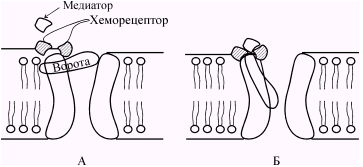 Медиатор
Хеморецептор
Ворота
А
Б